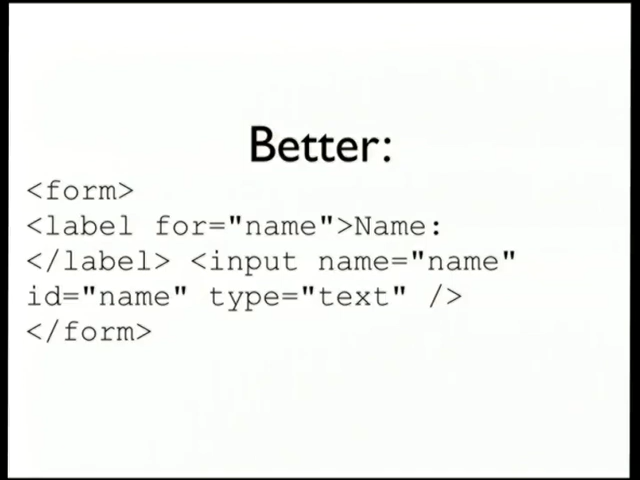 Better:
<form>
<label for="name">Name:
</label> <input name="name"
id="name" type="text" />
</form>